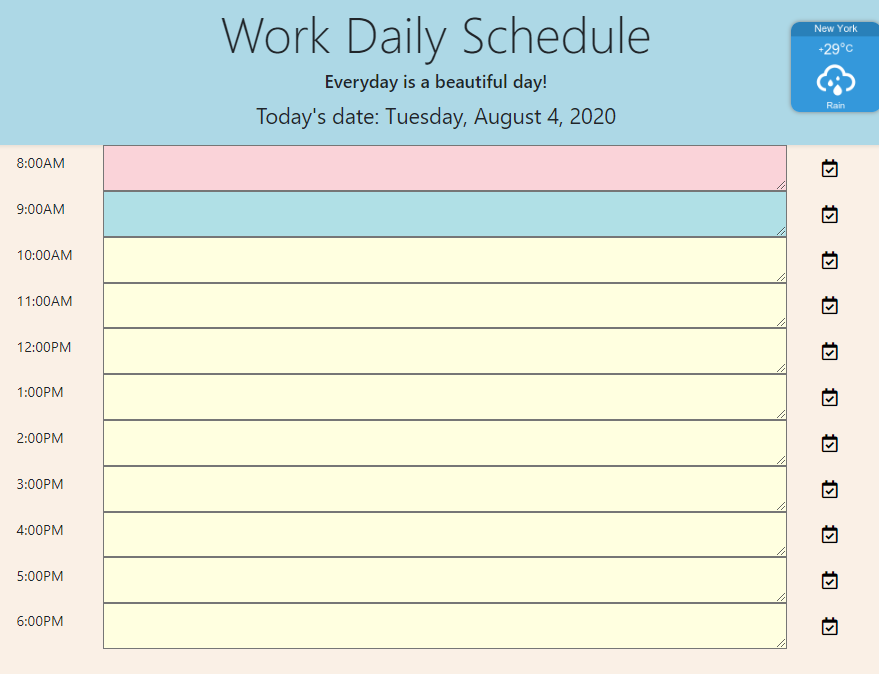 Work Daily Schedule
Everyday is a beautiful day!
Today's date: Tuesday, August 4, 2020
New York
+29°C
Rain
8:00AM
9:00AM
10:00AM
11:00AM
12:00PM
1:00PM
2:00PM
3:00PM
4:00PM
5:00PM
6:00PM